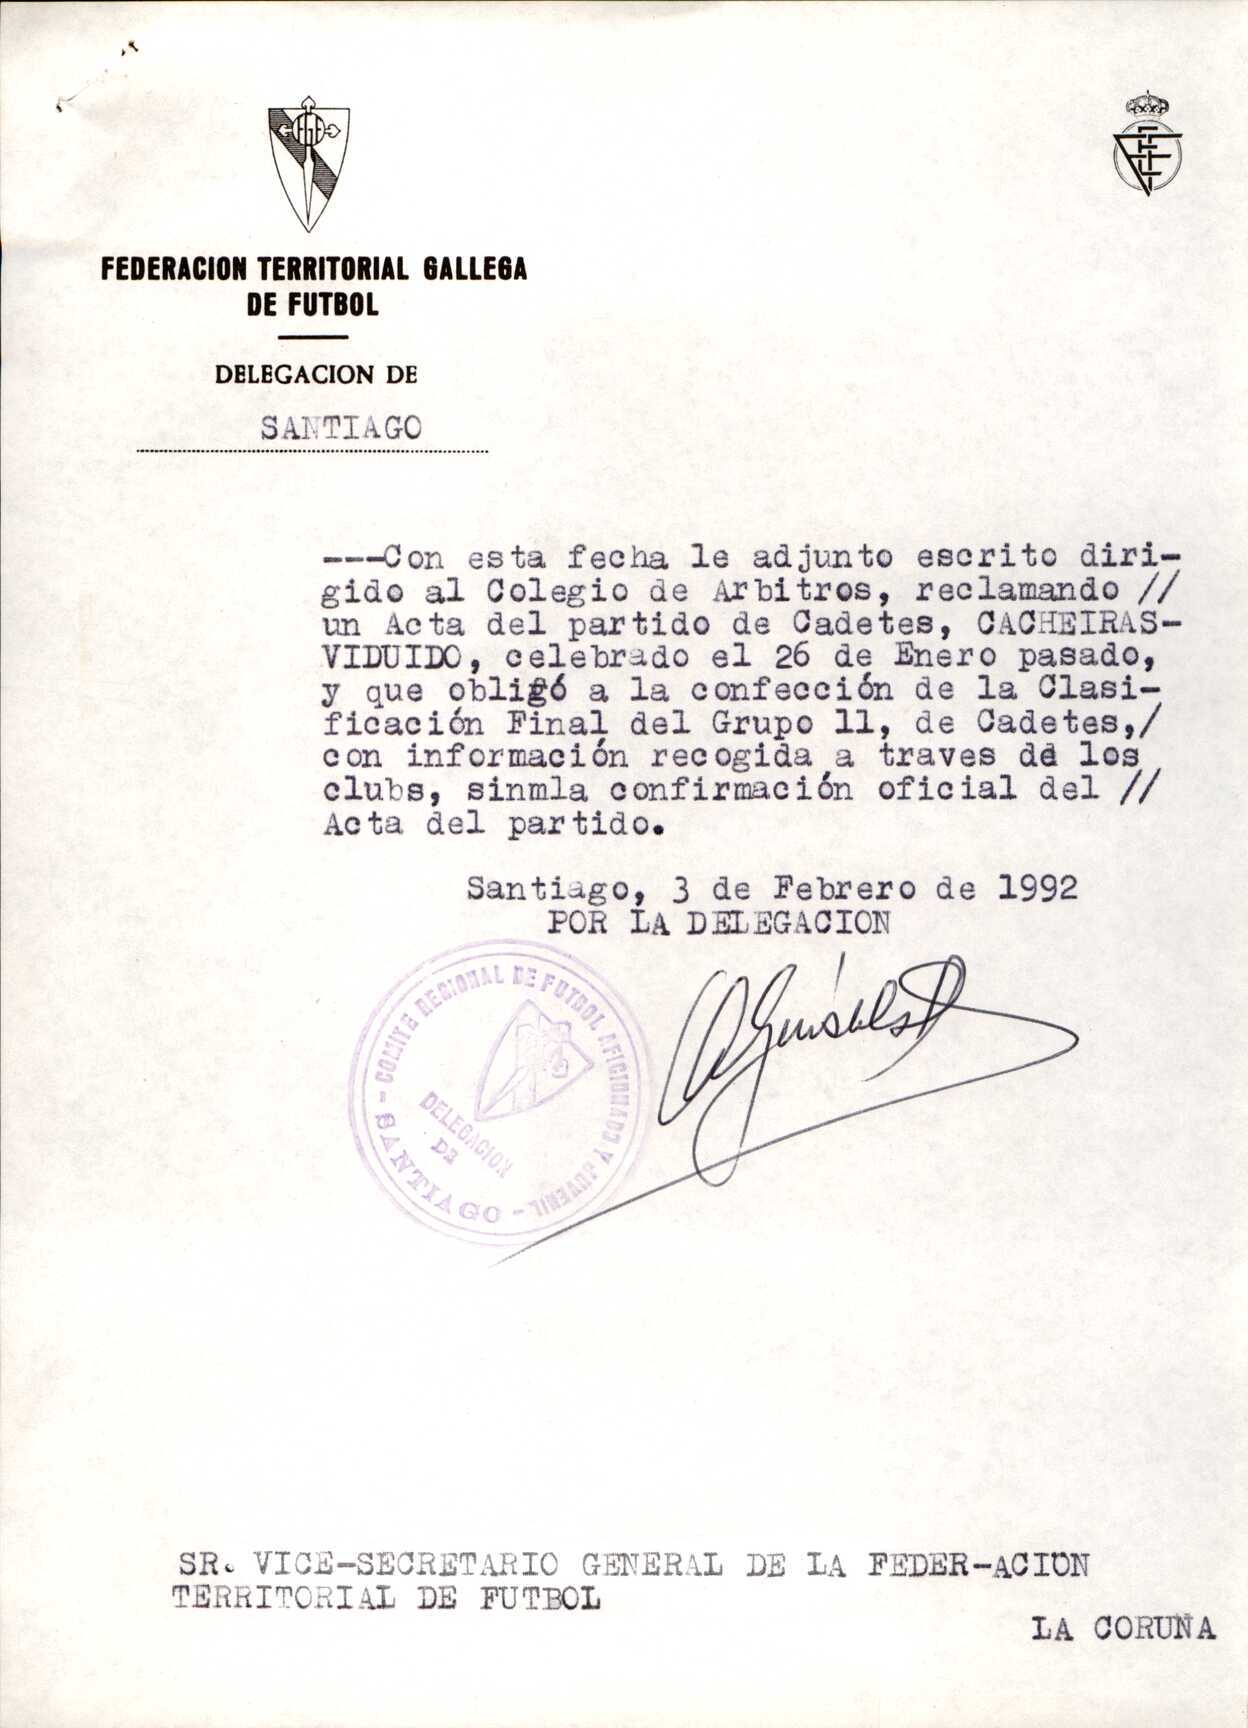 FGF
FEDERACION TERRITORIAL GALLEGA
DE FUTBOL
DELEGACION DE
SANTIAGO
---Con esta fecha le adjunto escrito diri-
gido al Colegio de Arbitros, reclamando //
un Acta del partido de Cadetes, CACHEIRAS-
VIDUIDO, celebrado el 26 de Enero pasado,
y que obligó a la confección de la Clasi-
ficación Final del Grupo 11, de Cadetes,/
con información recogida a traves de los
clubs, sinmla confirmación oficial del //
Acta del partido.
Santiago, 3 de Febrero de 1992
POR LA DELEGACION
- COMITE REGIONAL DE FUTBOL AFICIONADO Y JUVENIL -
SANTIAGO
DELEGACION
DE
SR. VICE-SECRETARIO GENERAL DE LA FEDER-ACION
TERRITORIAL DE FUTBOL
LA CORUÑA